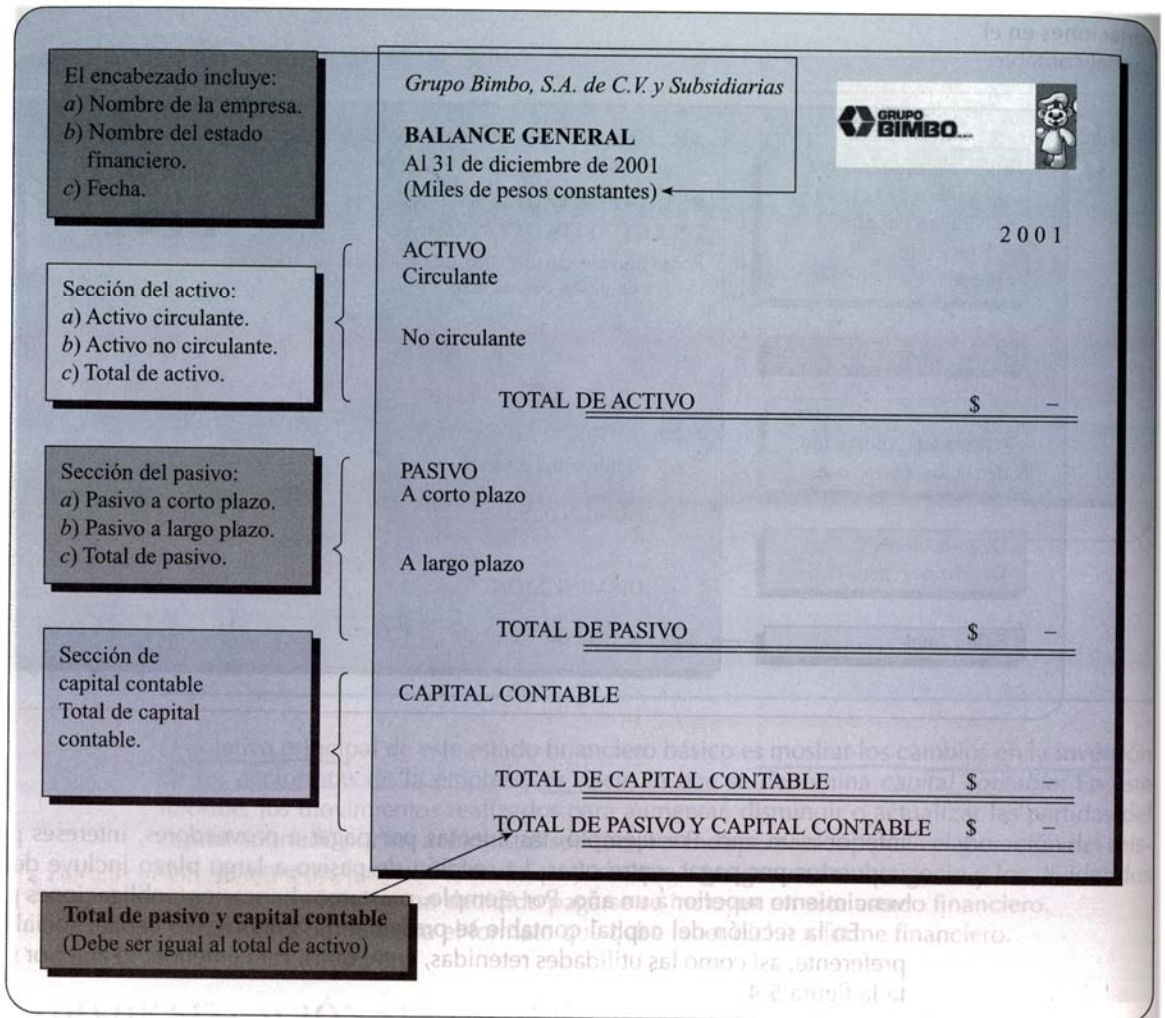 El encabezado incluye:
a) Nombre de la empresa.
b) Nombre del estado
financiero.
c) Fecha.
Grupo Bimbo, S.A. de C.V. y Subsidiarias
BALANCE GENERAL
Al 31 de diciembre de 2001
(Miles de pesos constantes)
GRUPO
BIMBO
2001
Sección del activo:
a) Activo circulante.
b) Activo no circulante.
c) Total de activo.
ACTIVO
Circulante
No circulante
TOTAL DE ACTIVO $ –
Sección del pasivo:
a) Pasivo a corto plazo.
b) Pasivo a largo plazo.
c) Total de pasivo.
PASIVO
A corto plazo
A largo plazo
TOTAL DE PASIVO $ –
Sección de
capital contable
Total de capital
contable.
CAPITAL CONTABLE
TOTAL DE CAPITAL CONTABLE $ –
TOTAL DE PASIVO Y CAPITAL CONTABLE $ –
Total de pasivo y capital contable
(Debe ser igual al total de activo)